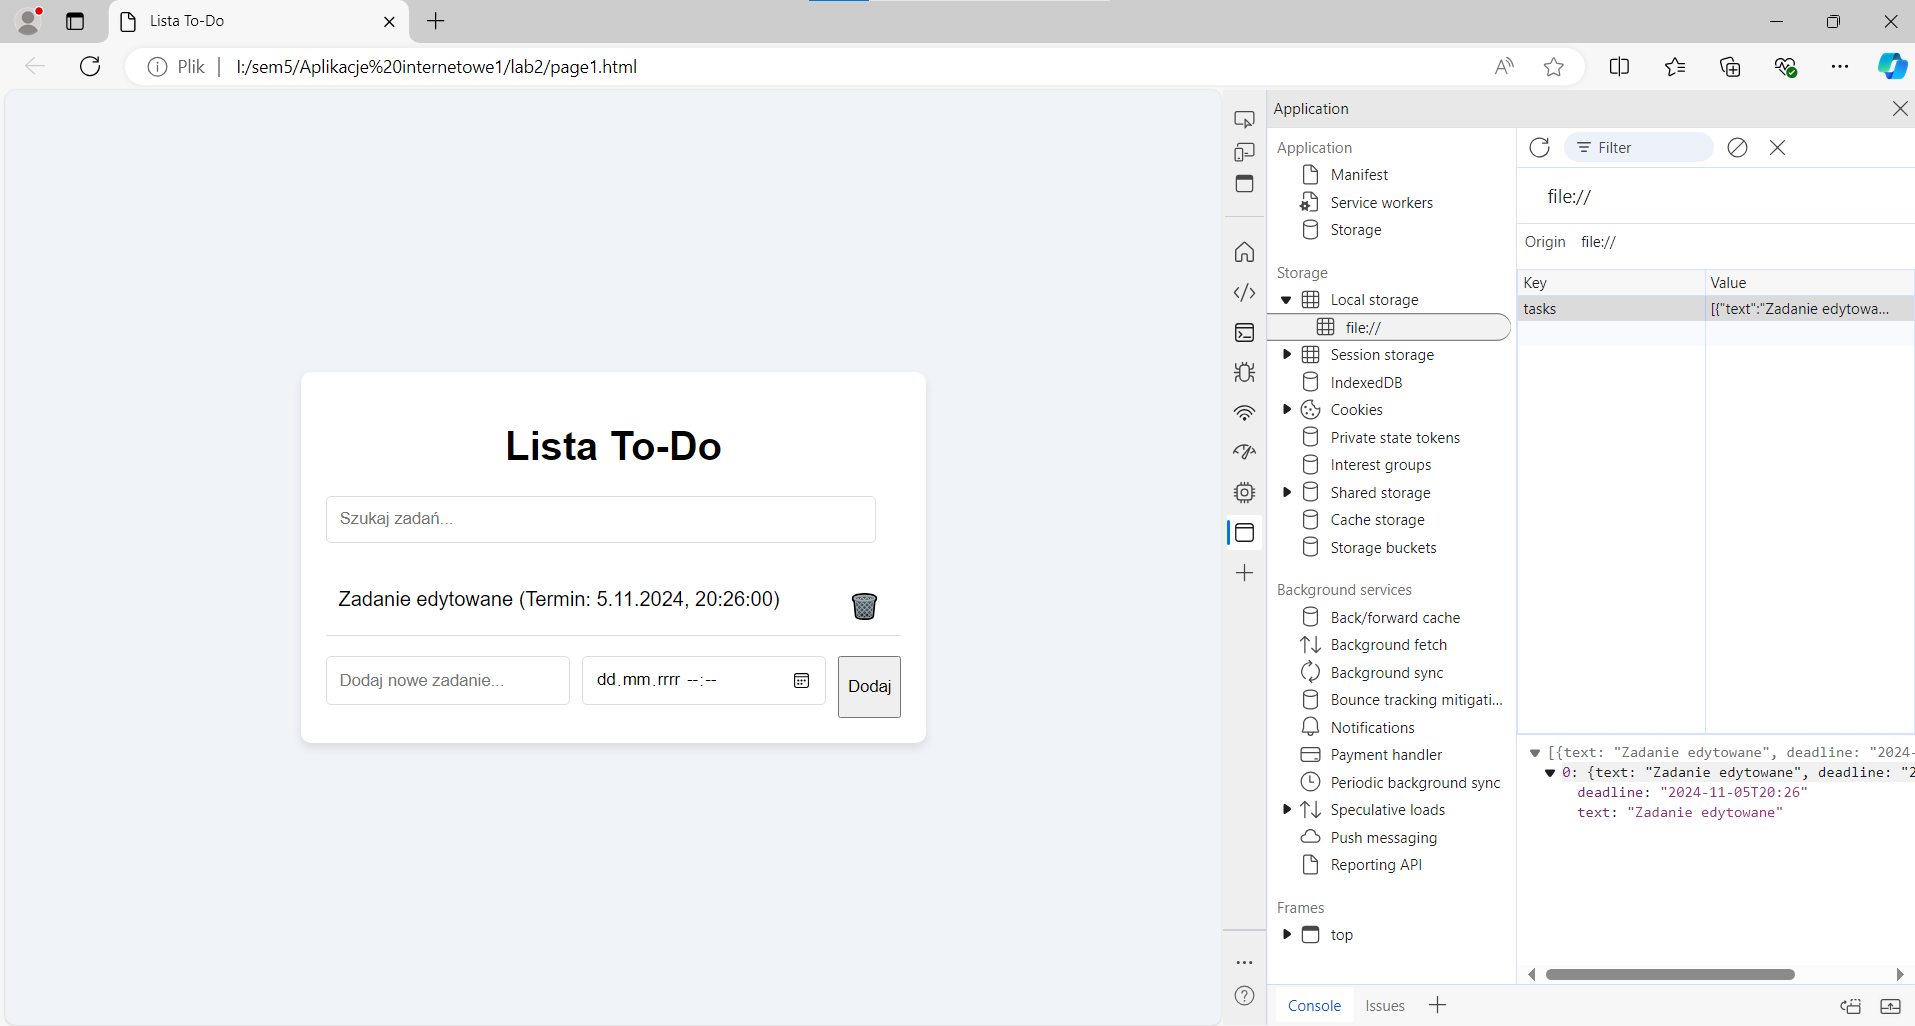 Lista To-Do
Plik
I:/sem5/Aplikacje%20internetowe1/lab2/page1.html
Lista To-Do
Szukaj zadań...
Zadanie edytowane (Termin: 5.11.2024, 20:26:00)
Dodaj nowe zadanie...
dd.mm.rrrr --:--
Dodaj
Application
Application
Manifest
Service workers
Storage
Storage
Local storage
file://
Session storage
IndexedDB
Cookies
Private state tokens
Interest groups
Shared storage
Cache storage
Storage buckets
Background services
Back/forward cache
Background fetch
Background sync
Bounce tracking mitigati...
Notifications
Payment handler
Periodic background sync
Speculative loads
Push messaging
Reporting API
Frames
top
Filter
file://
Origin file://
Key Value
tasks [{"text":"Zadanie edytowa...
[{text: "Zadanie edytowane", deadline: "2024-
0: {text: "Zadanie edytowane", deadline: "2
deadline: "2024-11-05T20:26"
text: "Zadanie edytowane"
Console Issues